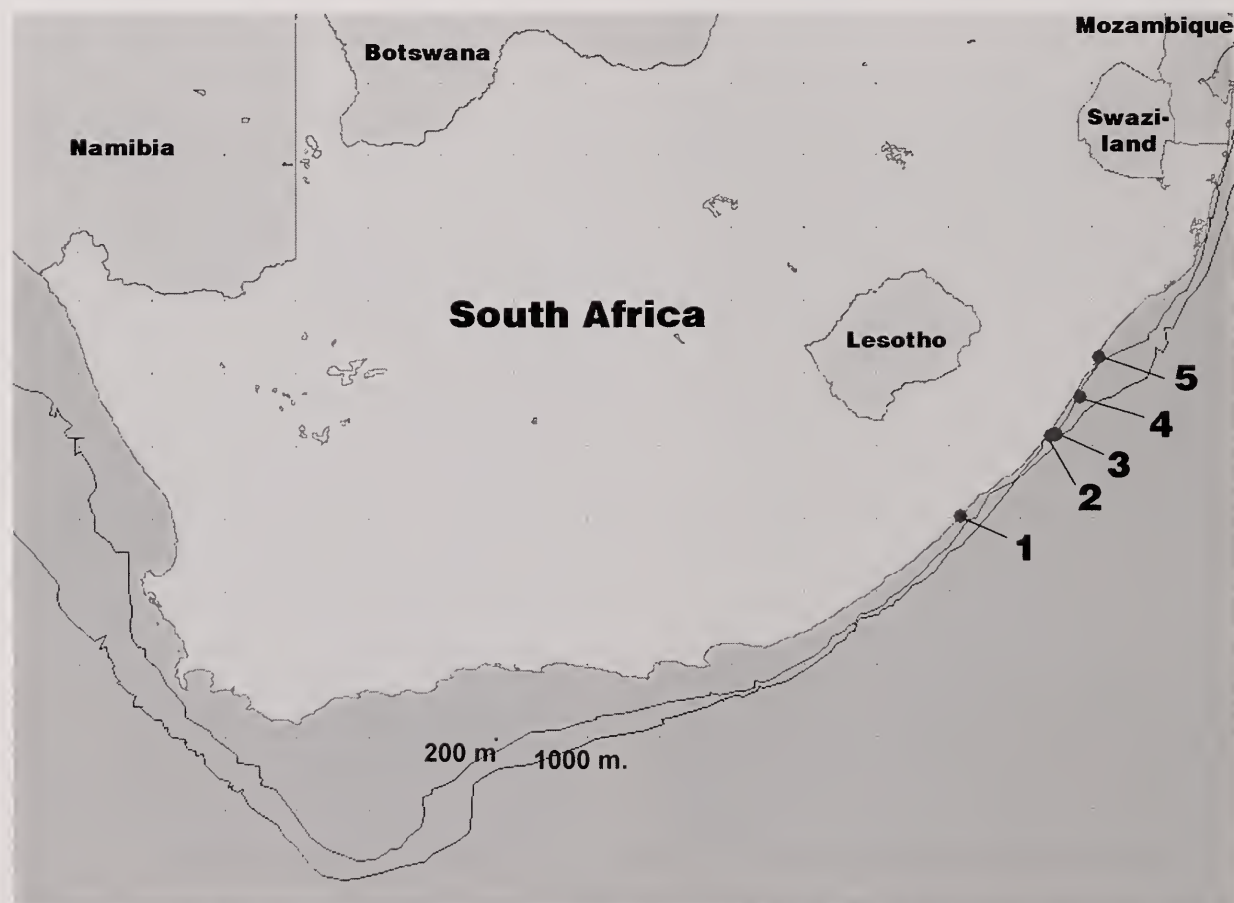 Mozambique
Botswana
Swazi-
land
Namibia
South Africa
Lesotho
5
4
3
2
1
200 m
1000 m.